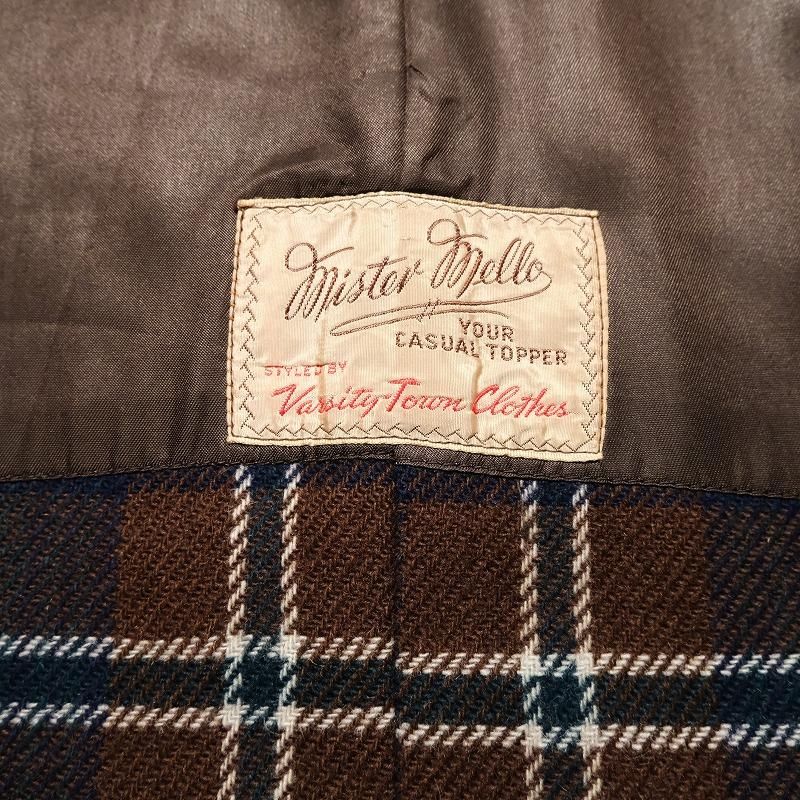 Mister Mello
YOUR
CASUAL TOPPER
STYLED BY
Varsity-Town Clothes